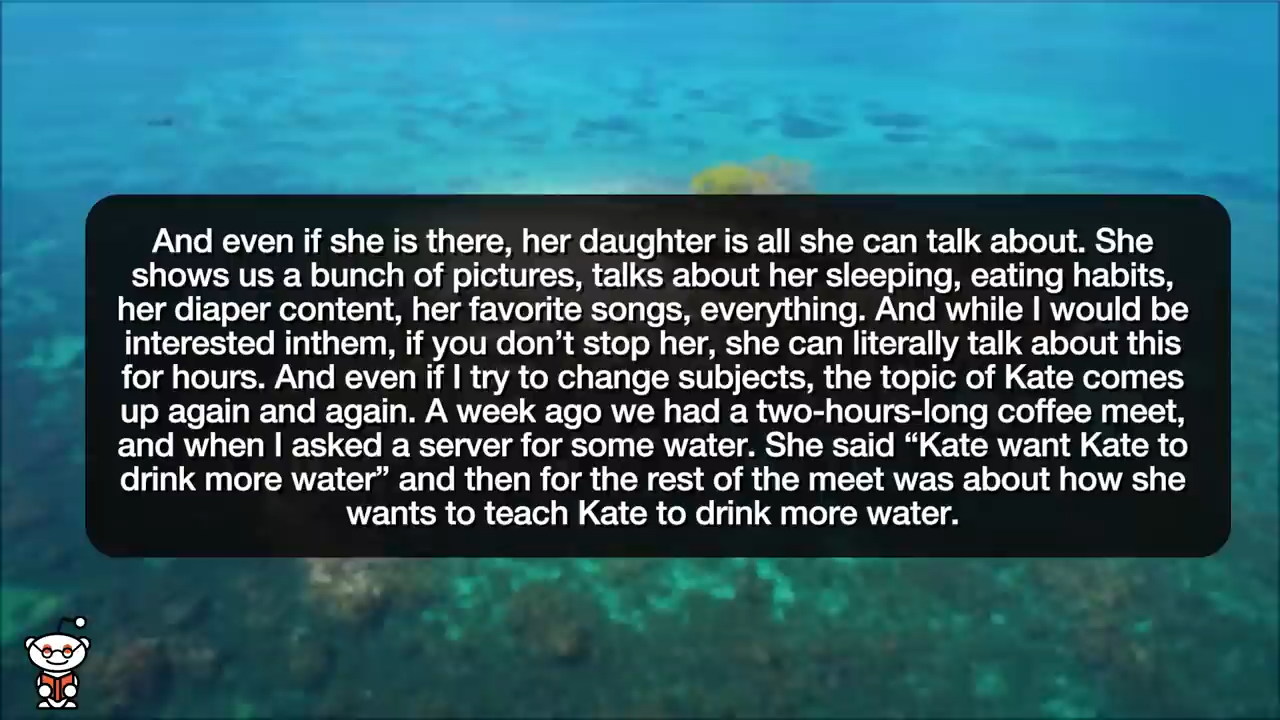 And even if she is there, her daughter is all she can talk about. She
shows us a bunch of pictures, talks about her sleeping, eating habits,
her diaper content, her favorite songs, everything. And while I would be
interested inthem, if you don’t stop her, she can literally talk about this
for hours. And even if I try to change subjects, the topic of Kate comes
up again and again. A week ago we had a two-hours-long coffee meet,
and when I asked a server for some water. She said “Kate want Kate to
drink more water” and then for the rest of the meet was about how she
wants to teach Kate to drink more water.